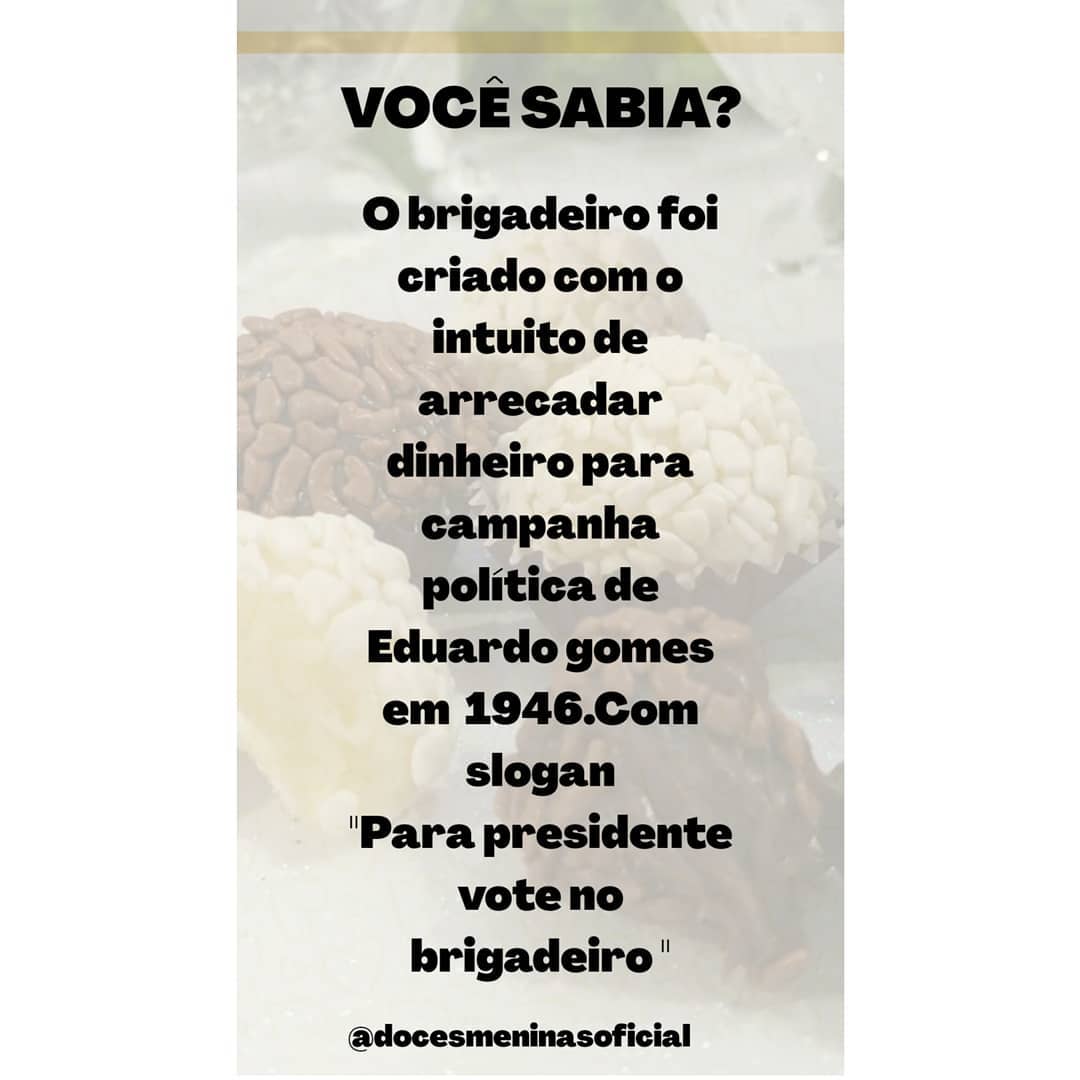 VOCÊ SABIA?
O brigadeiro foi
criado com o
intuito de
arrecadar
dinheiro para
campanha
política de
Eduardo gomes
em 1946.Com
slogan
"Para presidente
vote no
brigadeiro "
@docesmeninasoficial